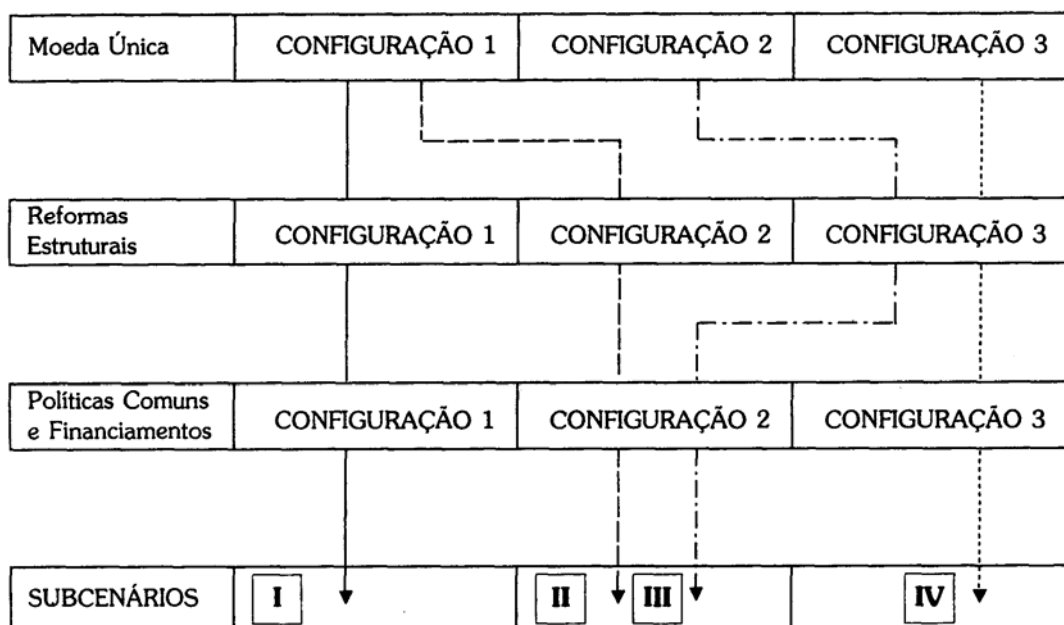 Moeda Única
CONFIGURAÇÃO 1
CONFIGURAÇÃO 2
CONFIGURAÇÃO 3
Reformas
Estruturais
CONFIGURAÇÃO 1
CONFIGURAÇÃO 2
CONFIGURAÇÃO 3
Políticas Comuns
e Financiamentos
CONFIGURAÇÃO 1
CONFIGURAÇÃO 2
CONFIGURAÇÃO 3
SUBCENÁRIOS
I
II
III
IV